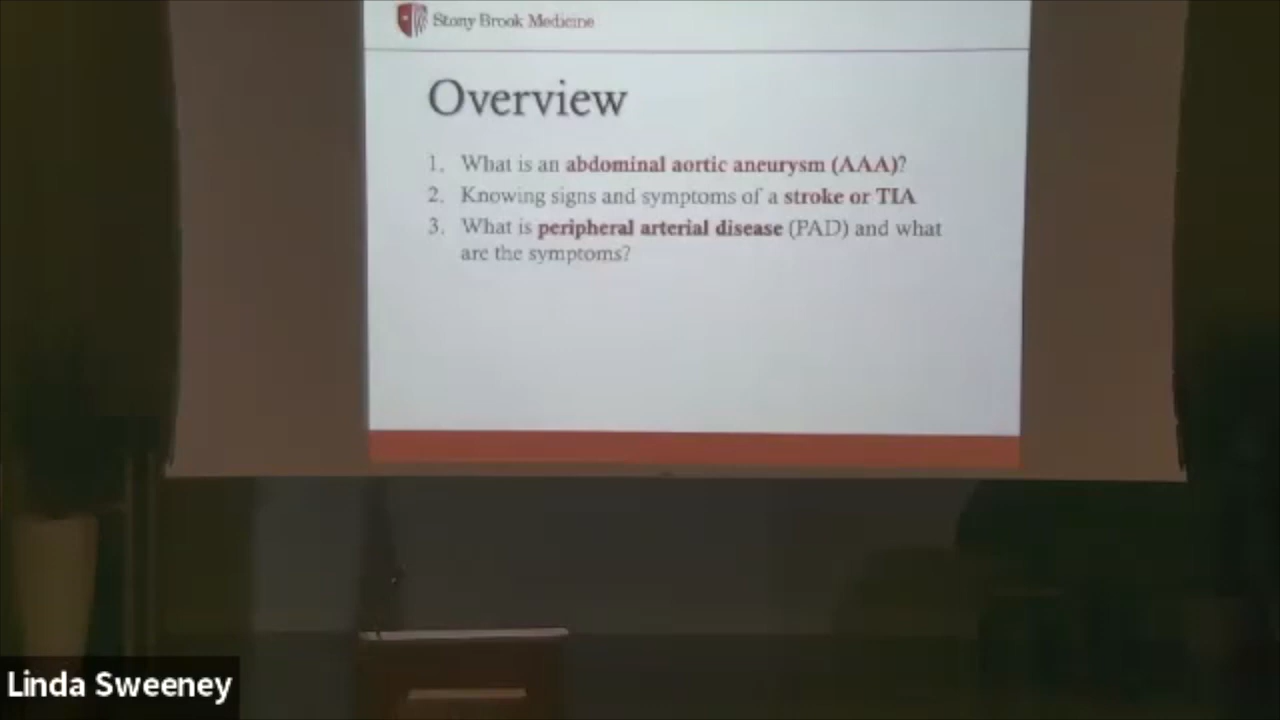 Stony Brook Medicine
Overview
1. What is an abdominal aortic aneurysm (AAA)?
2. Knowing signs and symptoms of a stroke or TIA
3. What is peripheral arterial disease (PAD) and what
are the symptoms?
Linda Sweeney